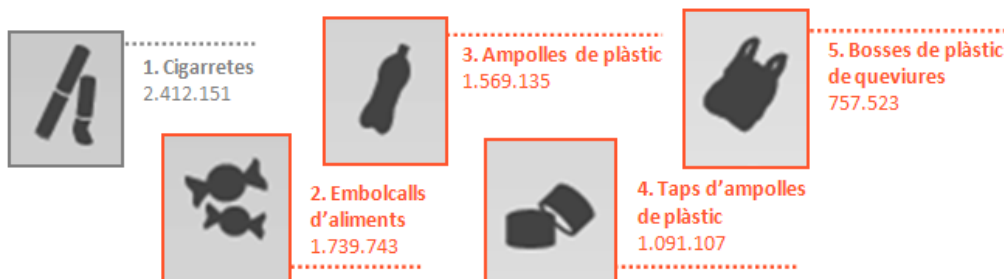 1. Cigarretes
2.412.151
2. Embolcalls
d'aliments
1.739.743
3. Ampolles de plàstic
1.569.135
4. Taps d'ampolles
de plàstic
1.091.107
5. Bosses de plàstic
de queviures
757.523